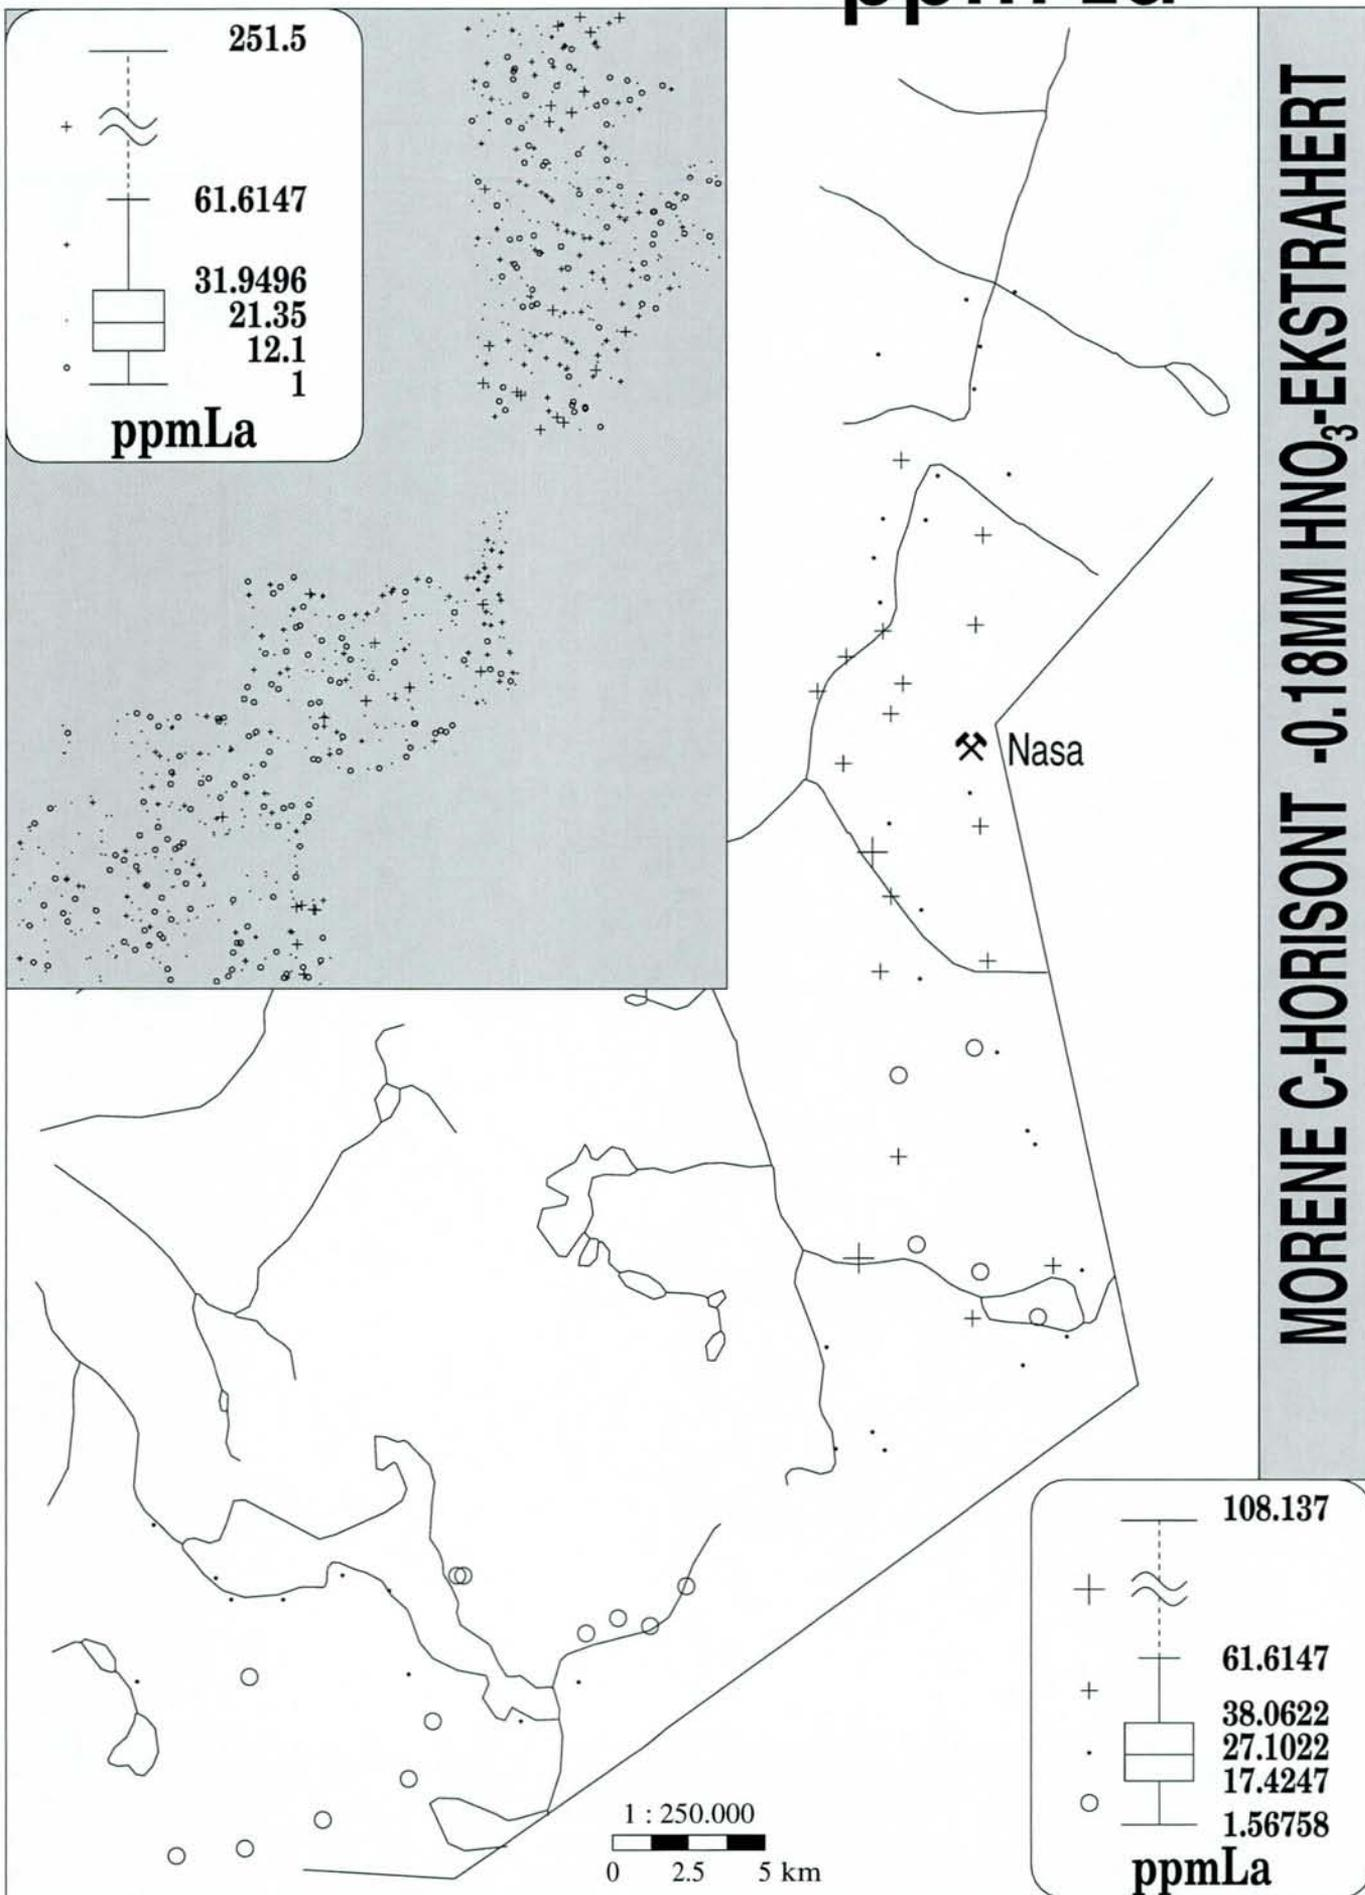 ppm La
251.5
61.6147
31.9496
21.35
12.1
1
ppmLa
MORENE C-HORISONT -0.18MM HNO₃-EKSTRAHERT
Nasa
1 : 250.000
0 2.5 5 km
108.137
61.6147
38.0622
27.1022
17.4247
1.56758
ppmLa